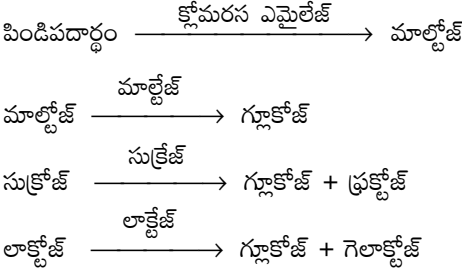 క్లోమరస ఎమైలేజ్
పిండిపదార్థం ⟶ మాల్టోజ్
మాల్టేజ్
మాల్టోజ్ ⟶ గ్లూకోజ్
సుక్రేజ్
సుక్రోజ్ ⟶ గ్లూకోజ్ + ఫ్రక్టోజ్
లాక్టేజ్
లాక్టోజ్ ⟶ గ్లూకోజ్ + గెలాక్టోజ్